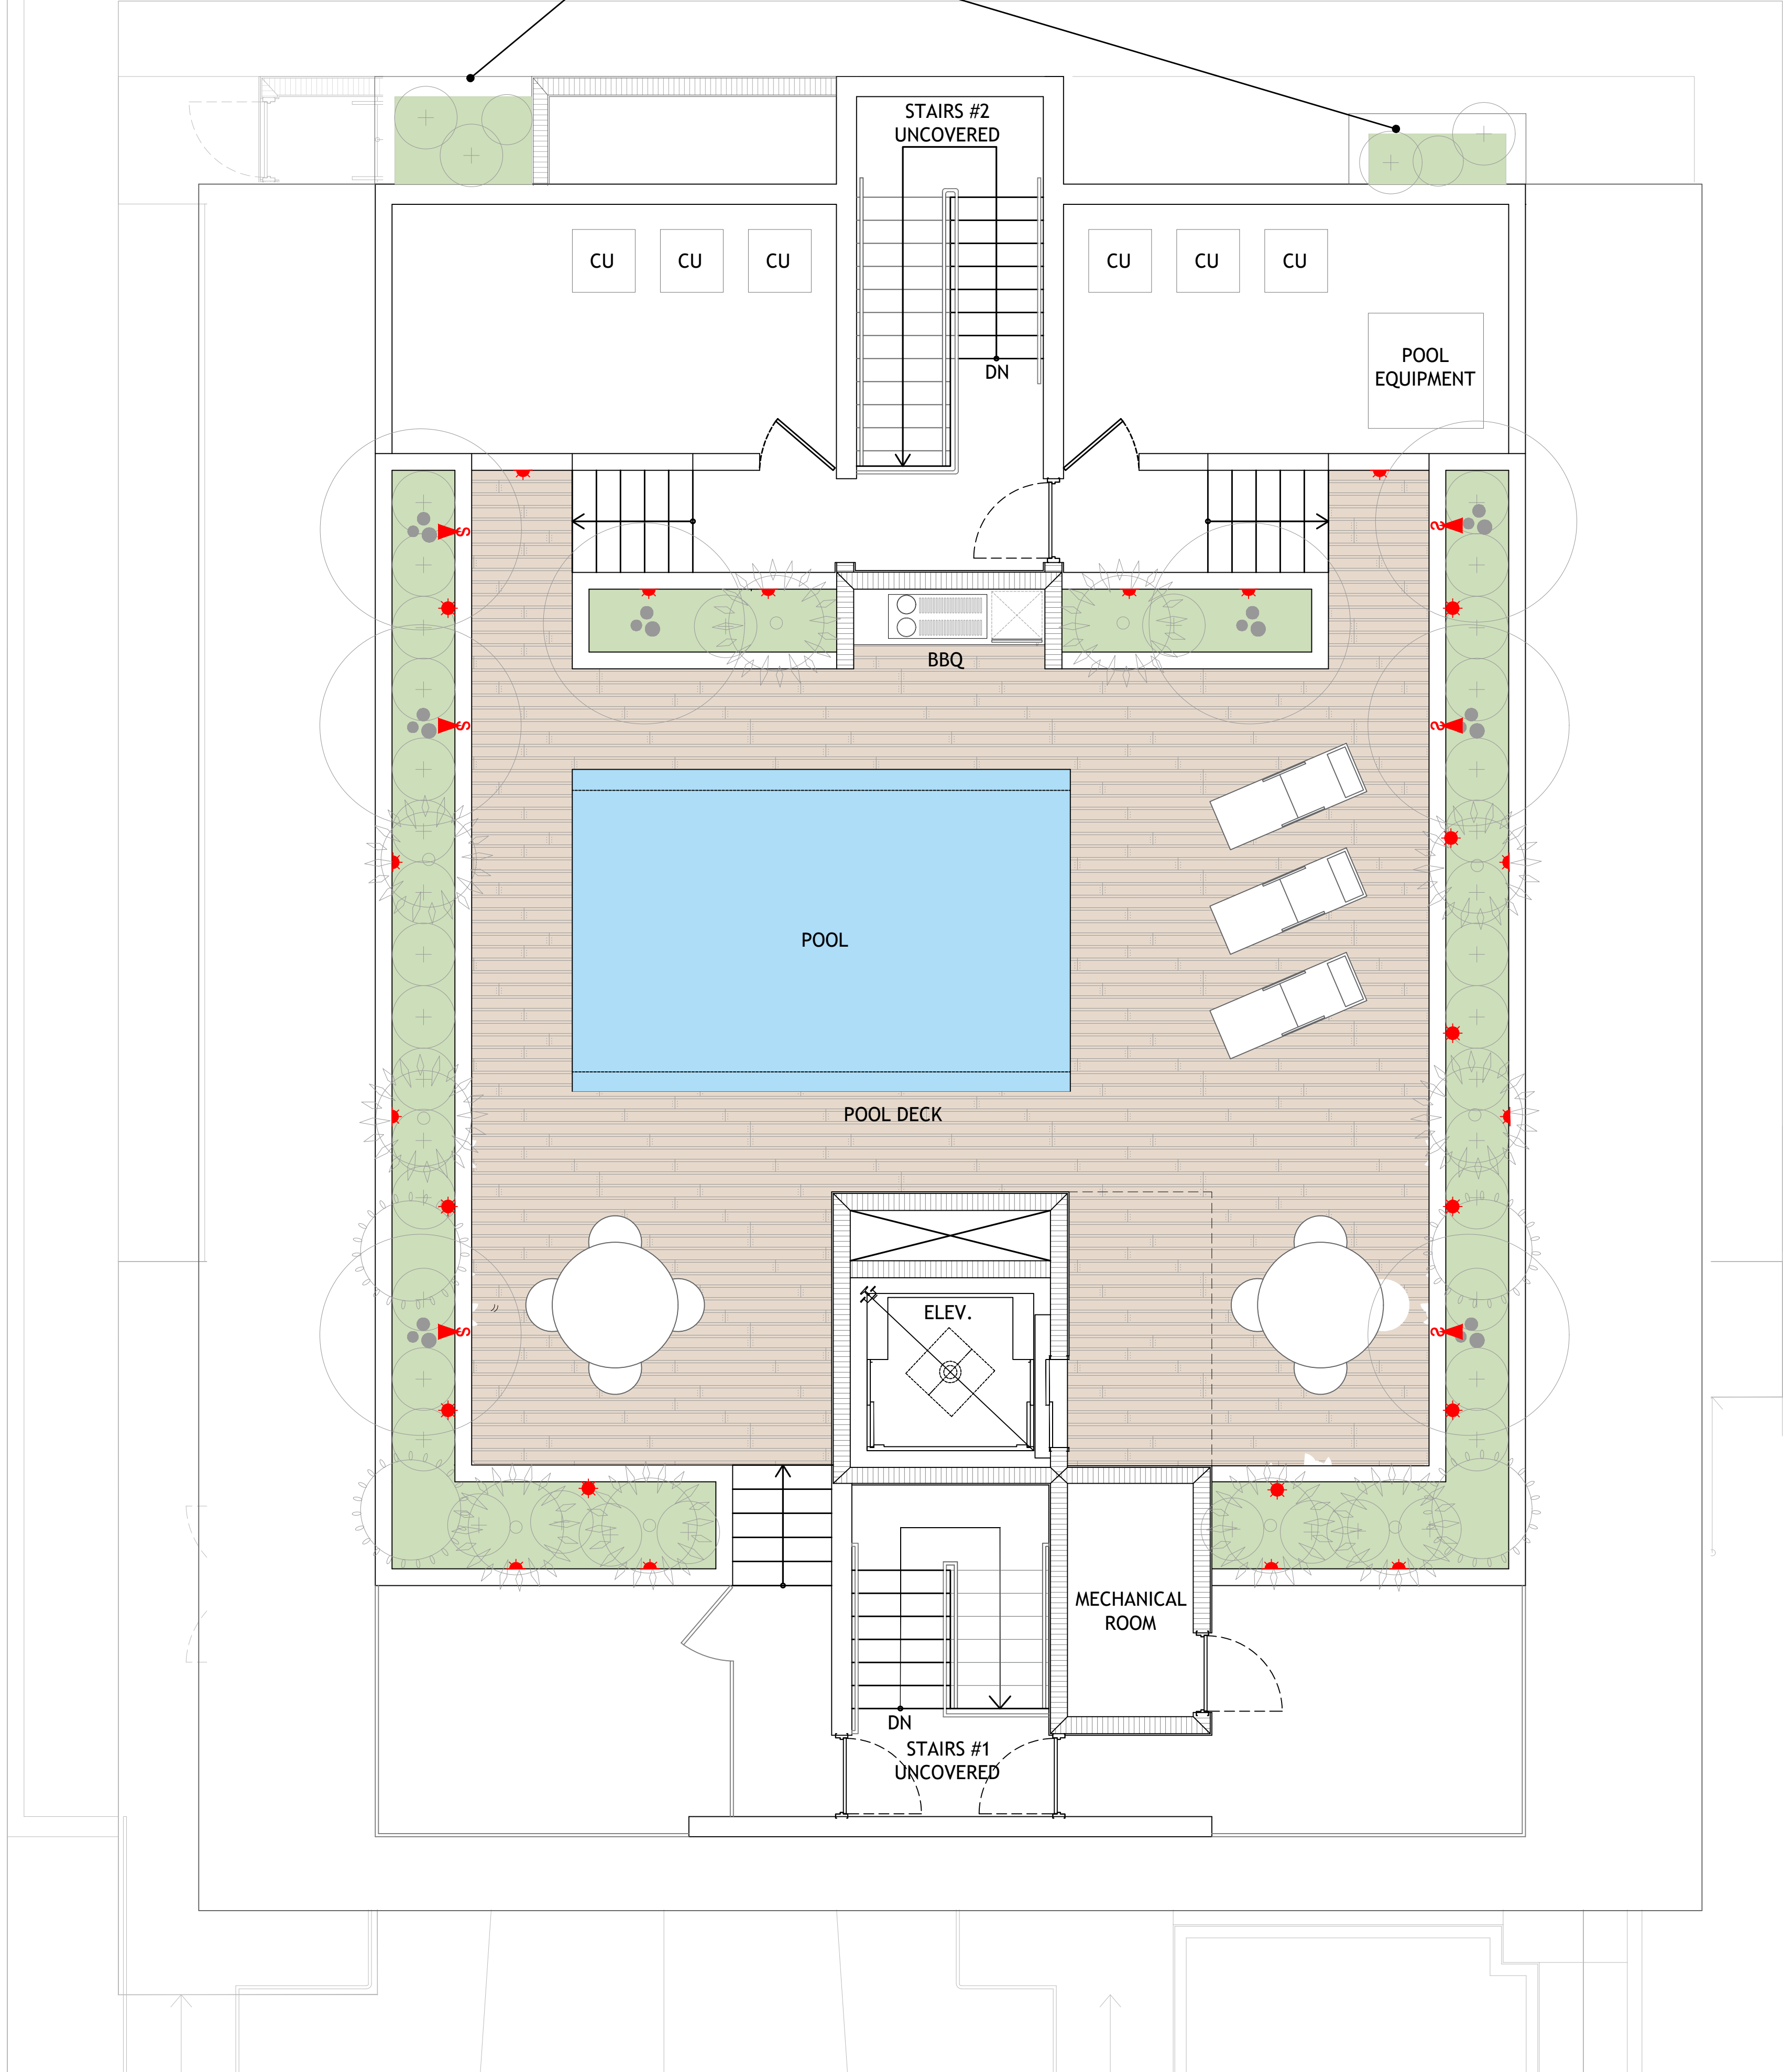 STAIRS #2
UNCOVERED
CU
CU
CU
CU
CU
CU
POOL
EQUIPMENT
DN
BBQ
POOL
POOL DECK
ELEV.
MECHANICAL
ROOM
DN
STAIRS #1
UNCOVERED